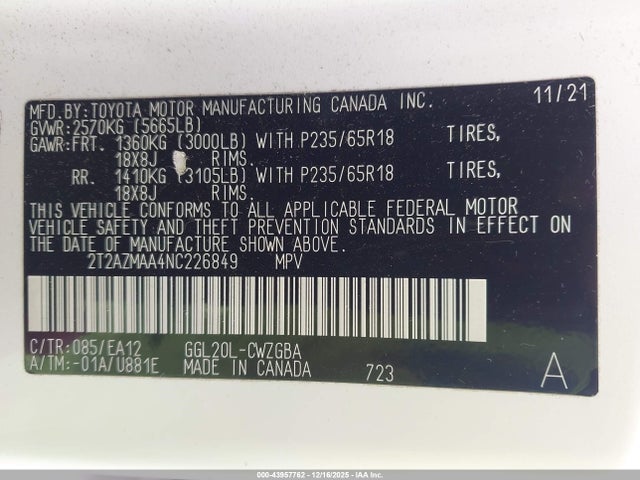 MFD. BY: TOYOTA MOTOR MANUFACTURING CANADA INC. 11/21
GVWR: 2570KG (5665LB)
GAWR: FRT. 1360KG (3000LB) WITH P235/65R18 TIRES,
18X8J RIMS.
RR. 1410KG (3105LB) WITH P235/65R18 TIRES,
18X8J RIMS.
THIS VEHICLE CONFORMS TO ALL APPLICABLE FEDERAL MOTOR
VEHICLE SAFETY AND THEFT PREVENTION STANDARDS IN EFFECT ON
THE DATE OF MANUFACTURE SHOWN ABOVE.
2T2AZMAA4NC226849 MPV
C/TR: 085/EA12 GGL20L-CWZGBA
A/TM: -01A/U881E MADE IN CANADA 723 A
000-43957762 - 12/16/2025 - IAA Inc.